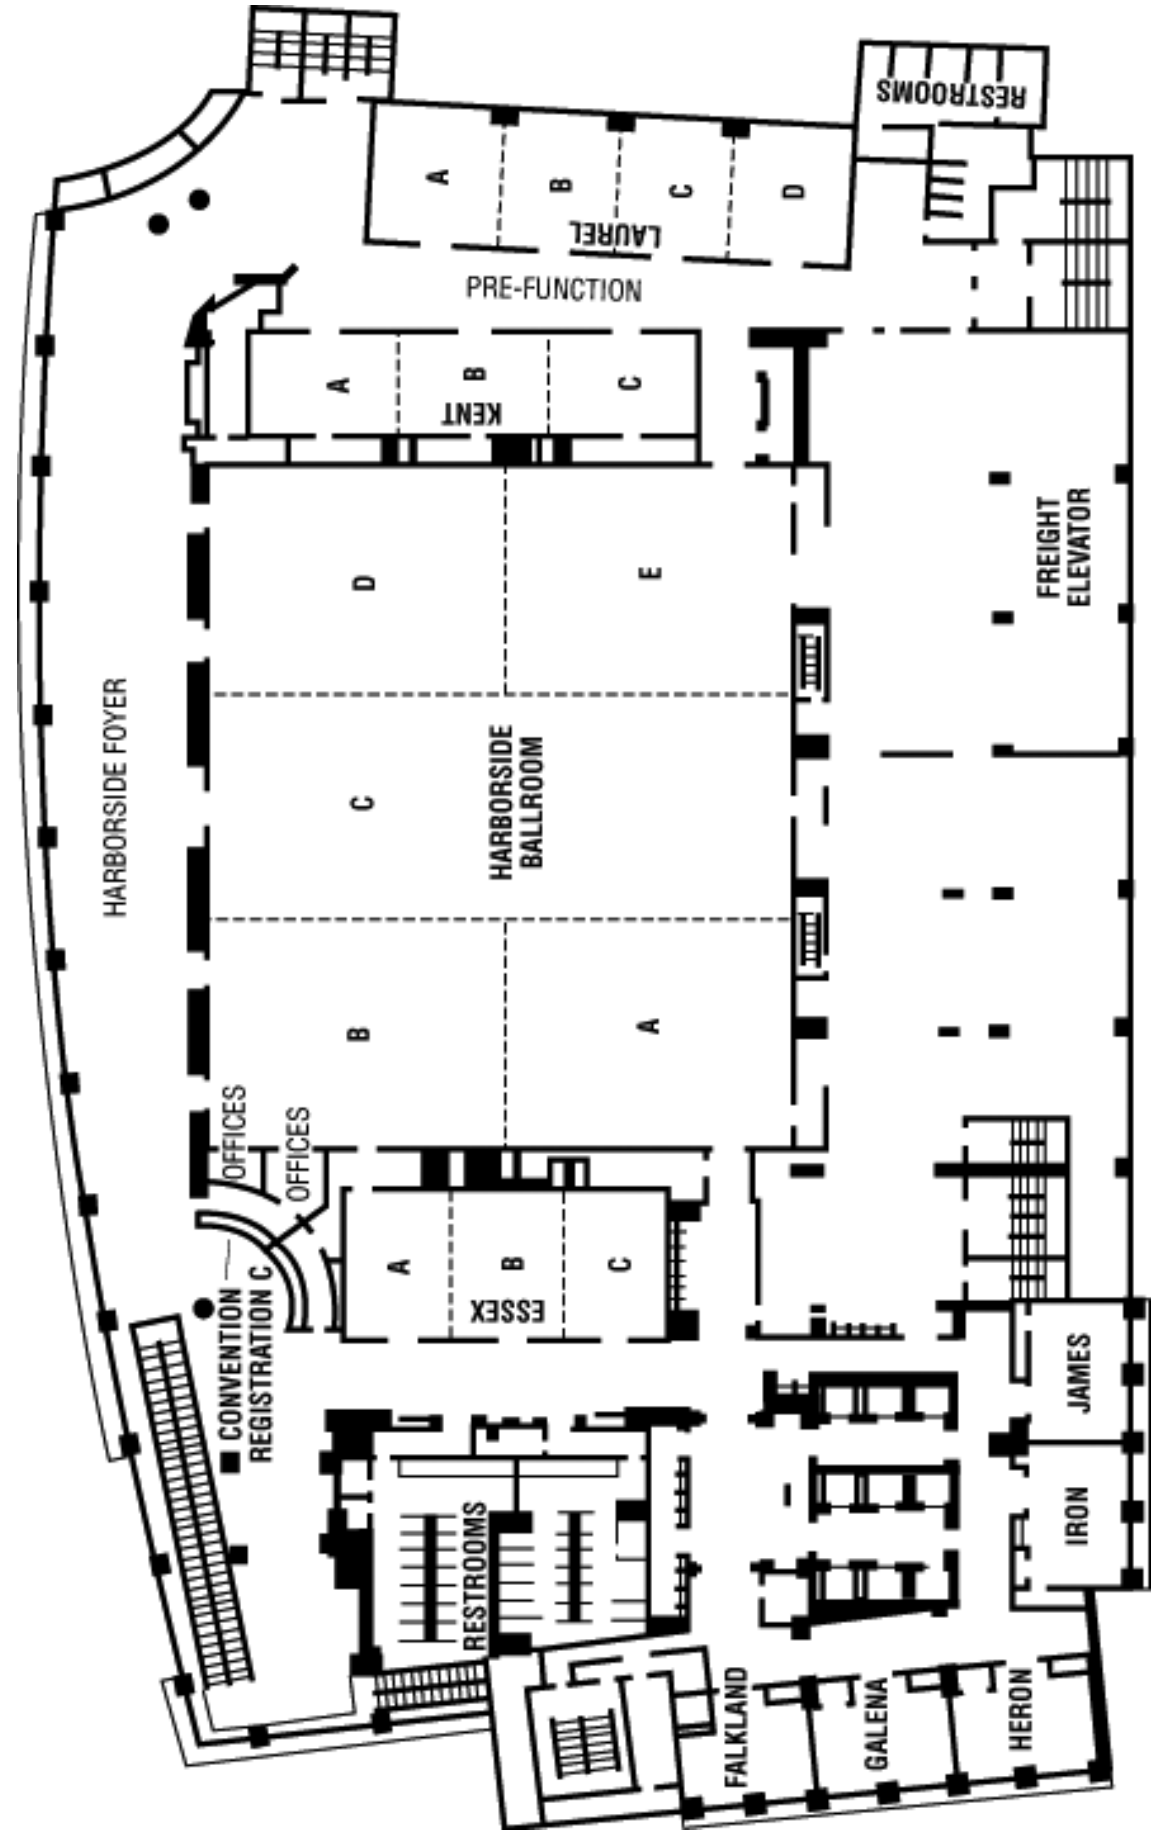 RESTROOMS
A
B
C
D
LAUREL
PRE-FUNCTION
A
B
C
KENT
D
E
FREIGHT
ELEVATOR
HARBORSIDE FOYER
C
HARBORSIDE
BALLROOM
B
A
OFFICES
OFFICES
A
B
C
ESSEX
CONVENTION
REGISTRATION C
JAMES
IRON
RESTROOMS
FALKLAND
GALENA
HERON